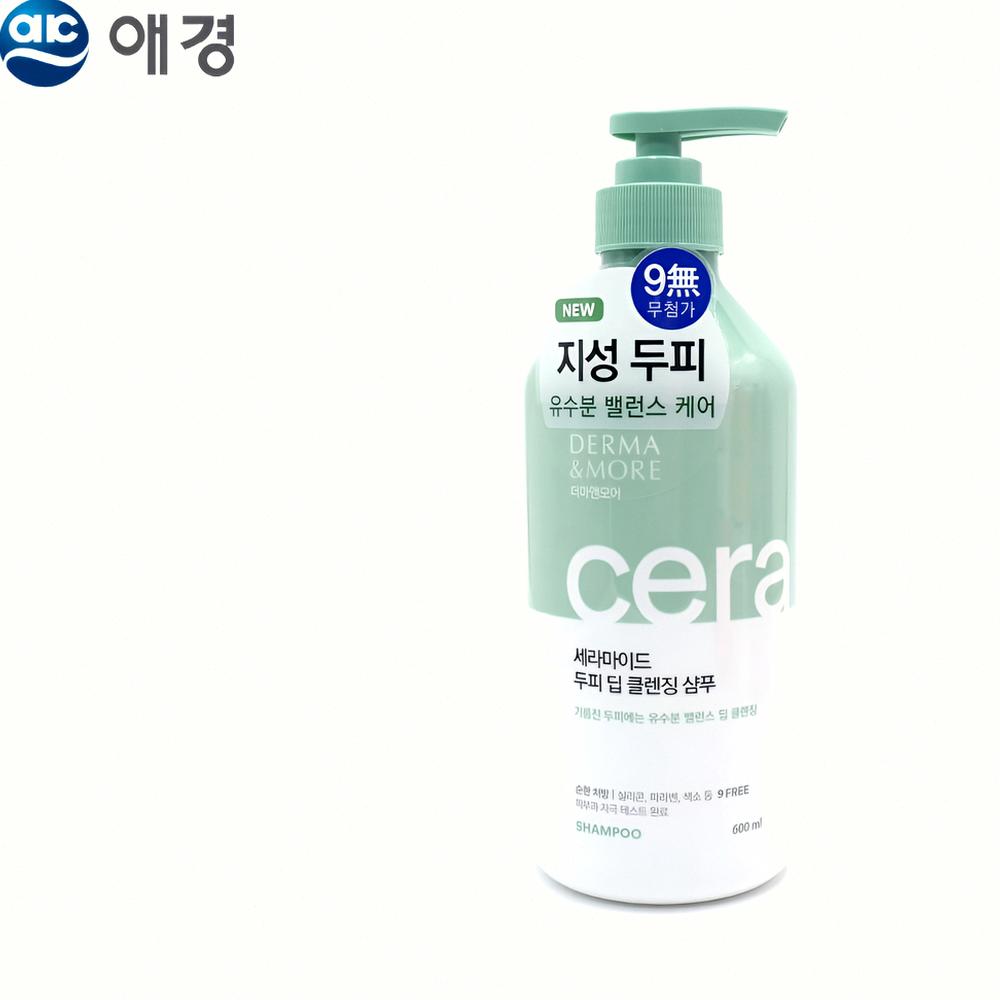 ak 애경
9無
무첨가
NEW
지성 두피
유수분 밸런스 케어
DERMA
&MORE
더마앤모어
cera
세라마이드
두피 딥 클렌징 샴푸
기름진 두피에는 유수분 밸런스 딥 클렌징
순한 처방 | 실리콘, 파라벤, 색소 등 9 FREE
피부과 자극 테스트 완료
SHAMPOO
600 ml